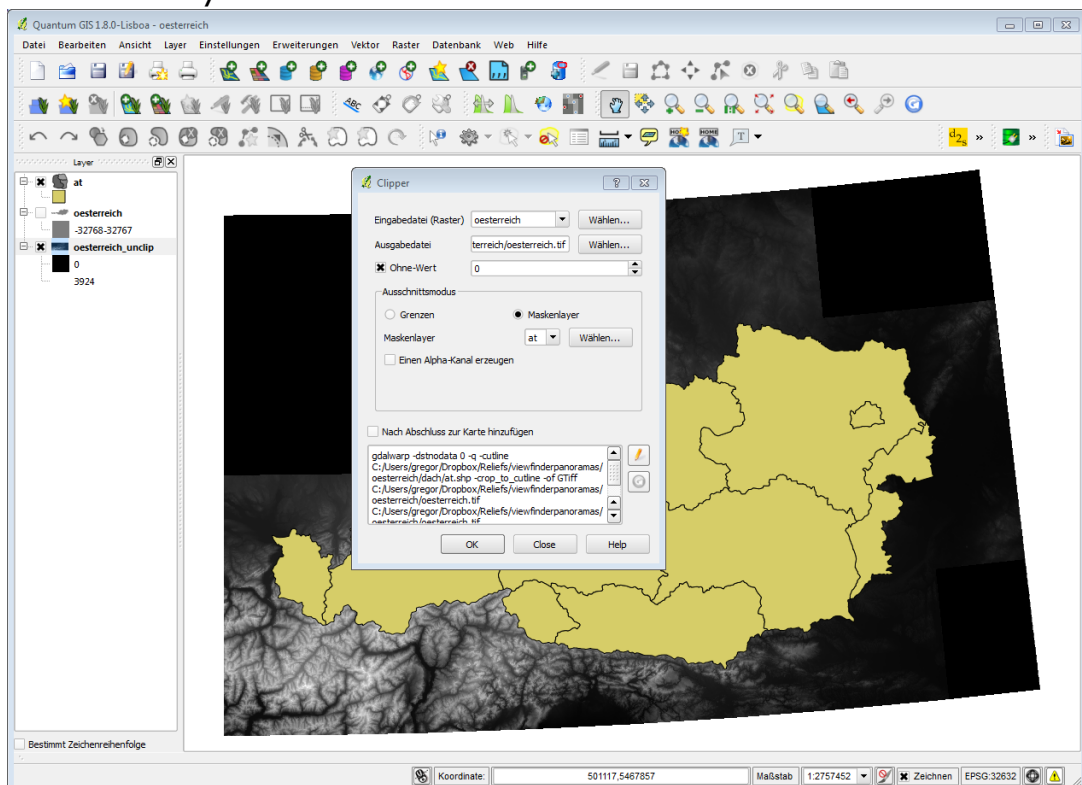 Quantum GIS 1.8.0-Lisboa - oesterreich
Datei Bearbeiten Ansicht Layer Einstellungen Erweiterungen Vektor Raster Datenbank Web Hilfe
Layer
at
oesterreich
-32768-32767
oesterreich_unclip
0
3924
Clipper
Eingabedatei (Raster) oesterreich Wählen...
Ausgabedatei terreich/oesterreich.tif Wählen...
Ohne-Wert 0
Ausschnittsmodus
Grenzen Maskenlayer
Maskenlayer at Wählen...
Einen Alpha-Kanal erzeugen
Nach Abschluss zur Karte hinzufügen
gdalwarp -dstnodata 0 -q -cutline
C:/Users/gregor/Dropbox/Reliefs/viewfinderpanoramas/
oesterreich/dach/at.shp -crop_to_cutline -of GTiff
C:/Users/gregor/Dropbox/Reliefs/viewfinderpanoramas/
oesterreich/oesterreich.tif
C:/Users/gregor/Dropbox/Reliefs/viewfinderpanoramas/
oesterreich/oesterreich.tif
OK Close Help
Bestimmt Zeichenreihenfolge
Koordinate: 501117,5467857 Maßstab 1:2757452 Zeichnen EPSG:32632